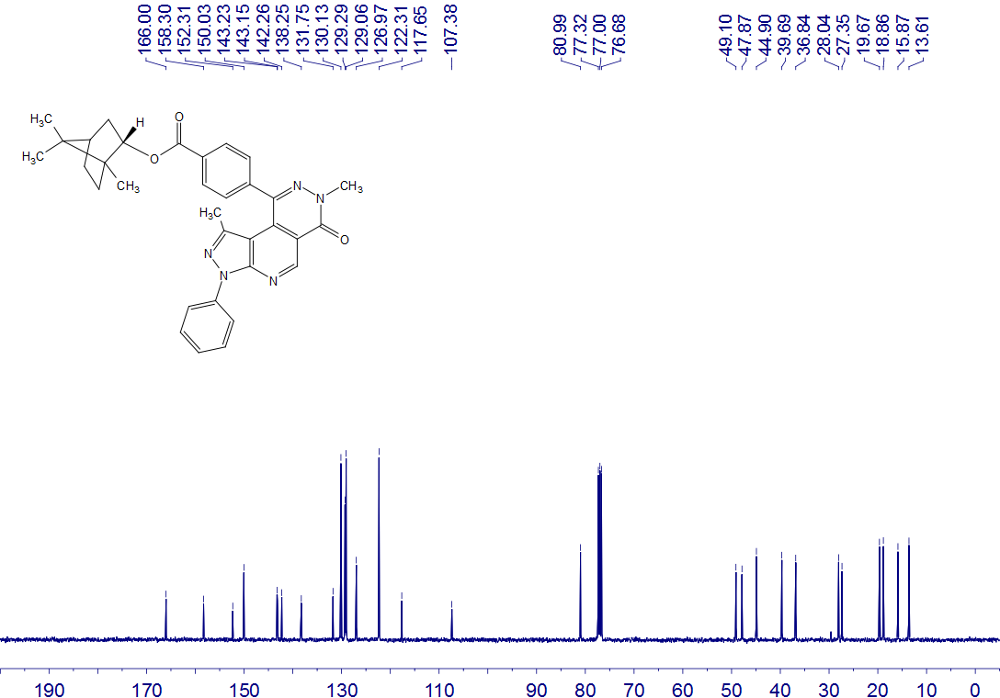 166.00
158.30
152.31
150.03
143.23
143.15
142.26
138.25
131.75
130.13
129.29
129.06
126.97
122.31
117.65
107.38
80.99
77.32
77.00
76.68
49.10
47.87
44.90
39.69
36.84
28.04
27.35
19.67
18.86
15.87
13.61
H₃C
H
O
H₃C
O
CH₃
N
CH₃
N
H₃C
O
N
N
N
190 170 150 130 110 90 80 70 60 50 40 30 20 10 0